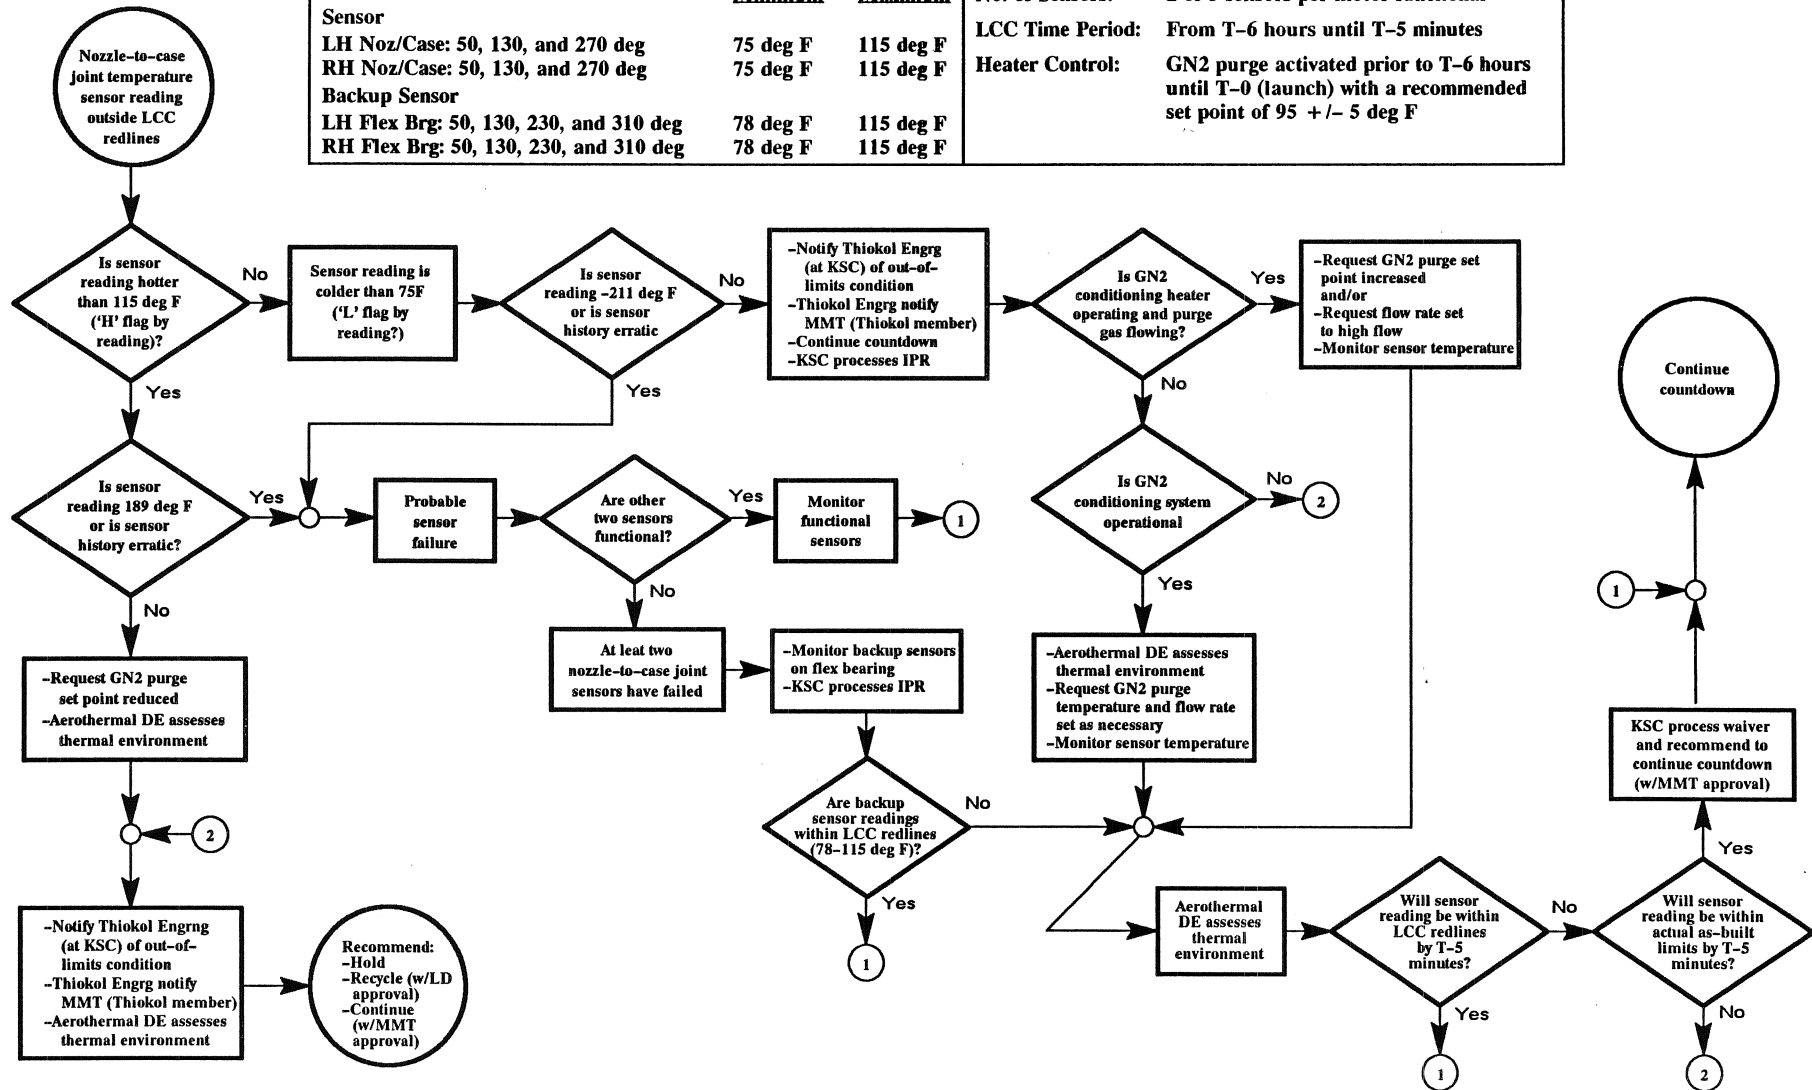 Sensor
LH Noz/Case: 50, 130, and 270 deg 75 deg F 115 deg F
RH Noz/Case: 50, 130, and 270 deg 75 deg F 115 deg F
Backup Sensor
LH Flex Brg: 50, 130, 230, and 310 deg 78 deg F 115 deg F
RH Flex Brg: 50, 130, 230, and 310 deg 78 deg F 115 deg F
LCC Time Period: From T–6 hours until T–5 minutes
Heater Control: GN2 purge activated prior to T–6 hours
until T–0 (launch) with a recommended
set point of 95 +/– 5 deg F
Nozzle–to–case
joint temperature
sensor reading
outside LCC
redlines
Is sensor
reading hotter
than 115 deg F
(‘H’ flag by
reading)?
No
Yes
Sensor reading is
colder than 75F
(‘L’ flag by
reading?)
Is sensor
reading –211 deg F
or is sensor
history erratic
No
Yes
–Notify Thiokol Engrg
(at KSC) of out–of–
limits condition
–Thiokol Engrg notify
MMT (Thiokol member)
–Continue countdown
–KSC processes IPR
Is GN2
conditioning heater
operating and purge
gas flowing?
Yes
No
–Request GN2 purge set
point increased
and/or
–Request flow rate set
to high flow
–Monitor sensor temperature
Continue
countdown
Is sensor
reading 189 deg F
or is sensor
history erratic?
Yes
No
Probable
sensor
failure
Are other
two sensors
functional?
Yes
No
Monitor
functional
sensors
1
Is GN2
conditioning system
operational
No
2
Yes
1
–Request GN2 purge
set point reduced
–Aerothermal DE assesses
thermal environment
At leat two
nozzle–to–case joint
sensors have failed
–Monitor backup sensors
on flex bearing
–KSC processes IPR
–Aerothermal DE assesses
thermal environment
–Request GN2 purge
temperature and flow rate
set as necessary
–Monitor sensor temperature
KSC process waiver
and recommend to
continue countdown
(w/MMT approval)
2
Are backup
sensor readings
within LCC redlines
(78–115 deg F)?
No
Yes
1
–Notify Thiokol Engrng
(at KSC) of out–of–
limits condition
–Thiokol Engrg notify
MMT (Thiokol member)
–Aerothermal DE assesses
thermal environment
Recommend:
–Hold
–Recycle (w/LD
approval)
–Continue
(w/MMT
approval)
Aerothermal
DE assesses
thermal
environment
Will sensor
reading be within
LCC redlines
by T–5
minutes?
No
Yes
1
Will sensor
reading be within
actual as–built
limits by T–5
minutes?
Yes
No
2